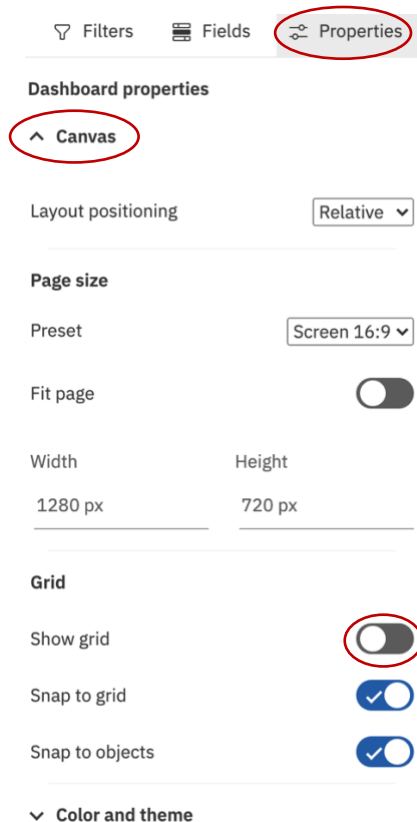 Filters Fields Properties
Dashboard properties
Canvas
Layout positioning Relative
Page size
Preset Screen 16:9
Fit page
Width Height
1280 px 720 px
Grid
Show grid
Snap to grid
Snap to objects
Color and theme